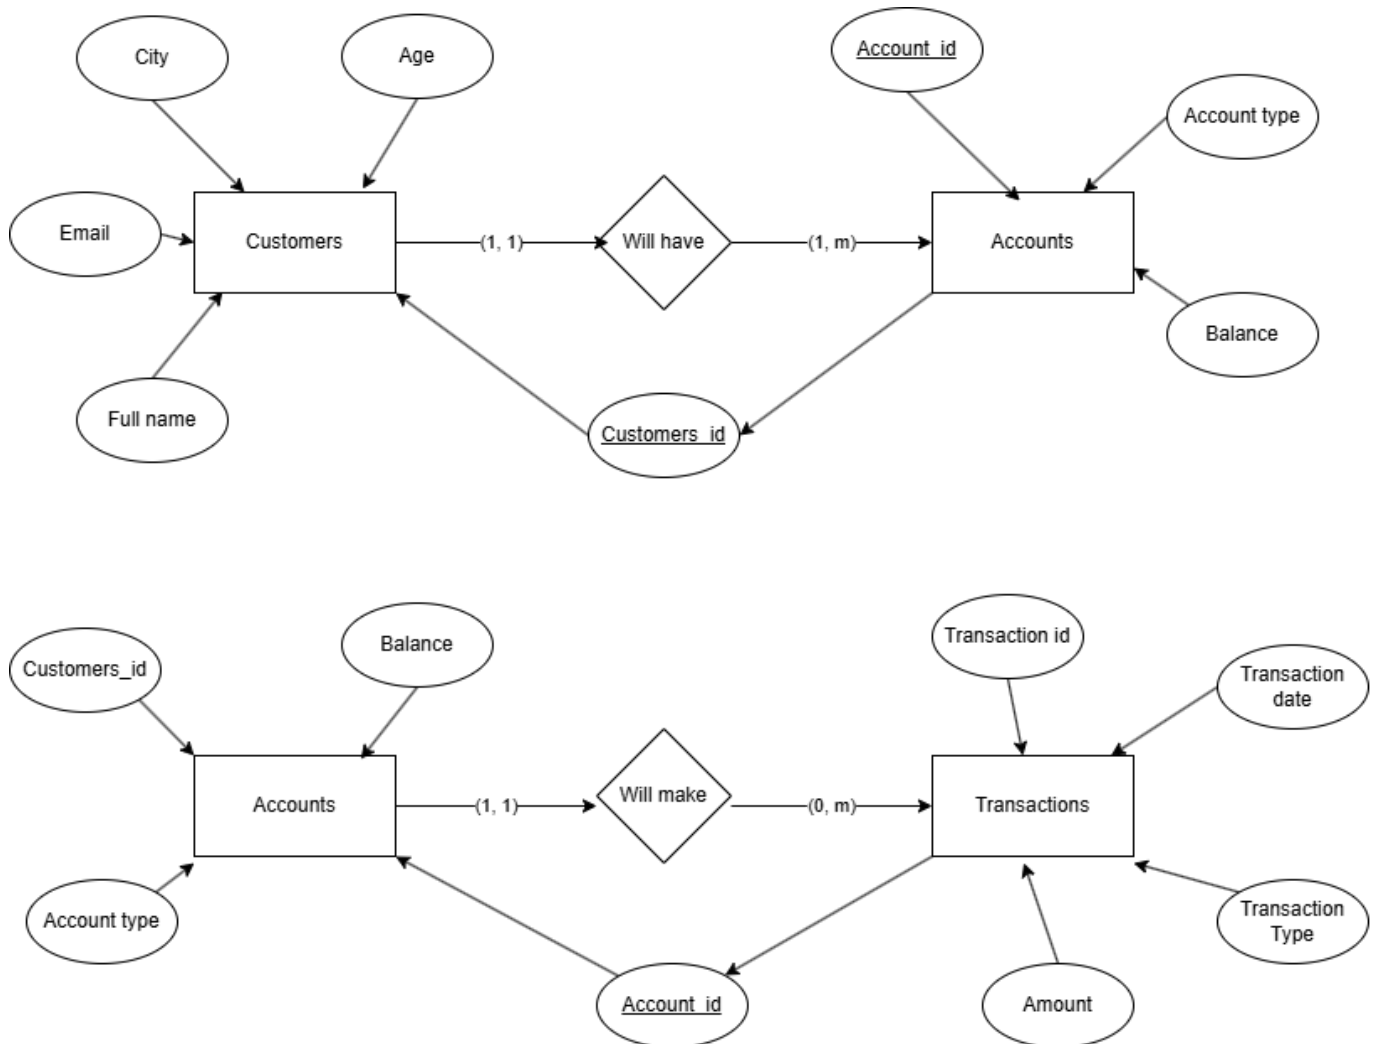 City
Age
Account_id
Account type
Email
Customers
(1, 1)
Will have
(1, m)
Accounts
Balance
Full name
Customers_id
Customers_id
Balance
Transaction id
Transaction
date
Accounts
(1, 1)
Will make
(0, m)
Transactions
Account type
Transaction
Type
Account_id
Amount